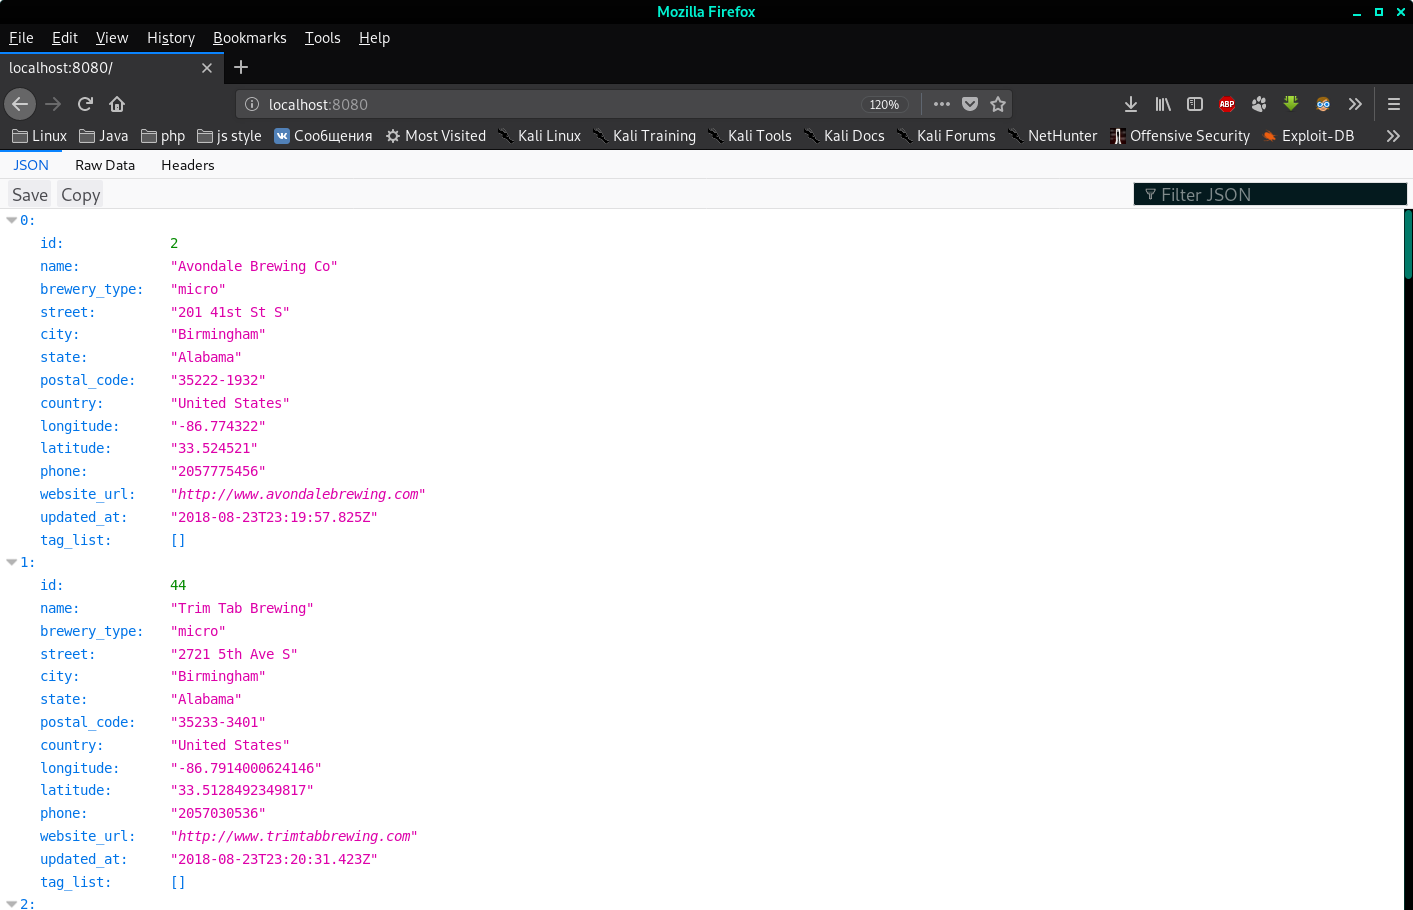 Mozilla Firefox
File Edit View History Bookmarks Tools Help
localhost:8080/
localhost:8080 120%
ABP
Linux Java php js style Сообщения Most Visited Kali Linux Kali Training Kali Tools Kali Docs Kali Forums NetHunter Offensive Security Exploit-DB
JSON Raw Data Headers
Save Copy Filter JSON
0:
id: 2
name: "Avondale Brewing Co"
brewery_type: "micro"
street: "201 41st St S"
city: "Birmingham"
state: "Alabama"
postal_code: "35222-1932"
country: "United States"
longitude: "-86.774322"
latitude: "33.524521"
phone: "2057775456"
website_url: "http://www.avondalebrewing.com"
updated_at: "2018-08-23T23:19:57.825Z"
tag_list: []
1:
id: 44
name: "Trim Tab Brewing"
brewery_type: "micro"
street: "2721 5th Ave S"
city: "Birmingham"
state: "Alabama"
postal_code: "35233-3401"
country: "United States"
longitude: "-86.7914000624146"
latitude: "33.5128492349817"
phone: "2057030536"
website_url: "http://www.trimtabbrewing.com"
updated_at: "2018-08-23T23:20:31.423Z"
tag_list: []
2: